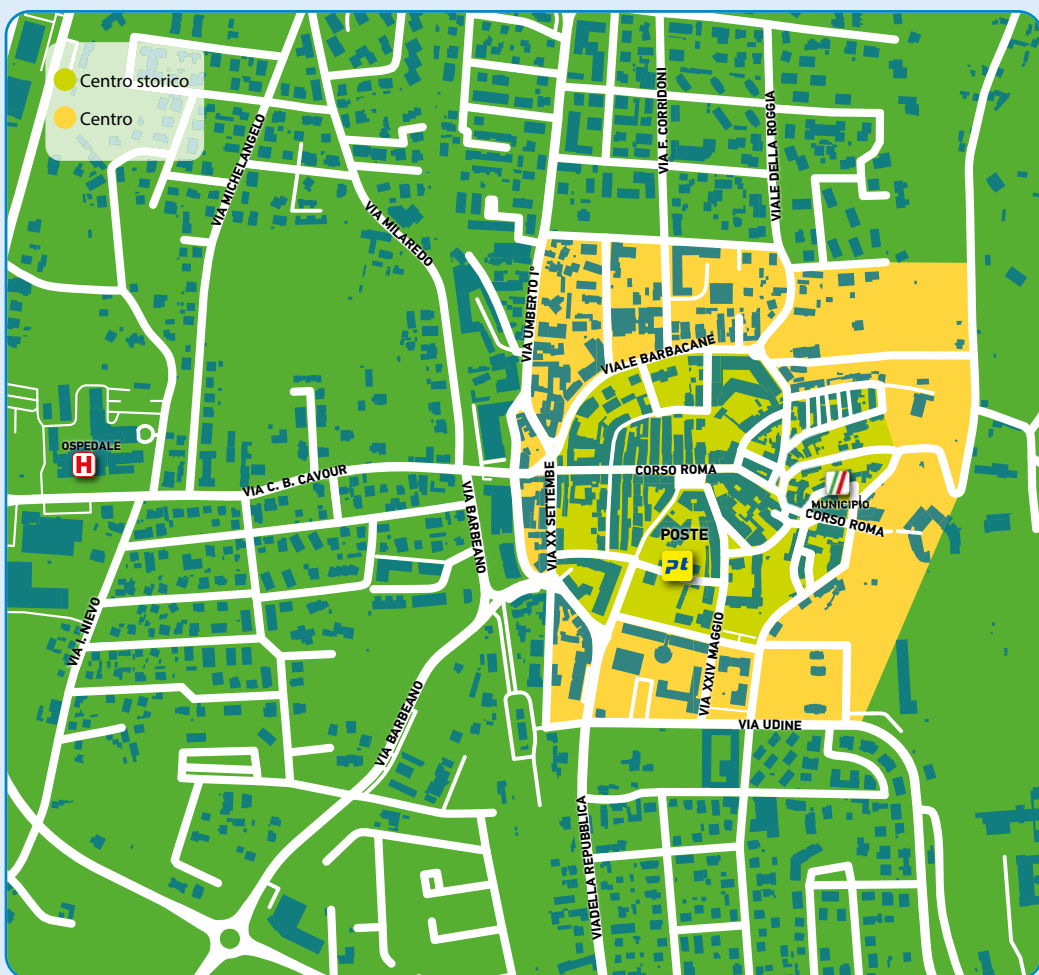 Centro storico
Centro
VIA MICHELANGELO
VIA MILAREDO
VIA F. CORRIDONI
VIALE DELLA ROGGIA
VIA UMBERTO I°
VIALE BARBACANE
OSPEDALE
H
VIA C. B. CAVOUR
VIA BARBEANO
VIA XX SETTEMBRE
CORSO ROMA
MUNICIPIO
CORSO ROMA
POSTE
pt
VIA I. NIEVO
VIA XXIV MAGGIO
VIA BARBEANO
VIA UDINE
VIADELLA REPUBBLICA